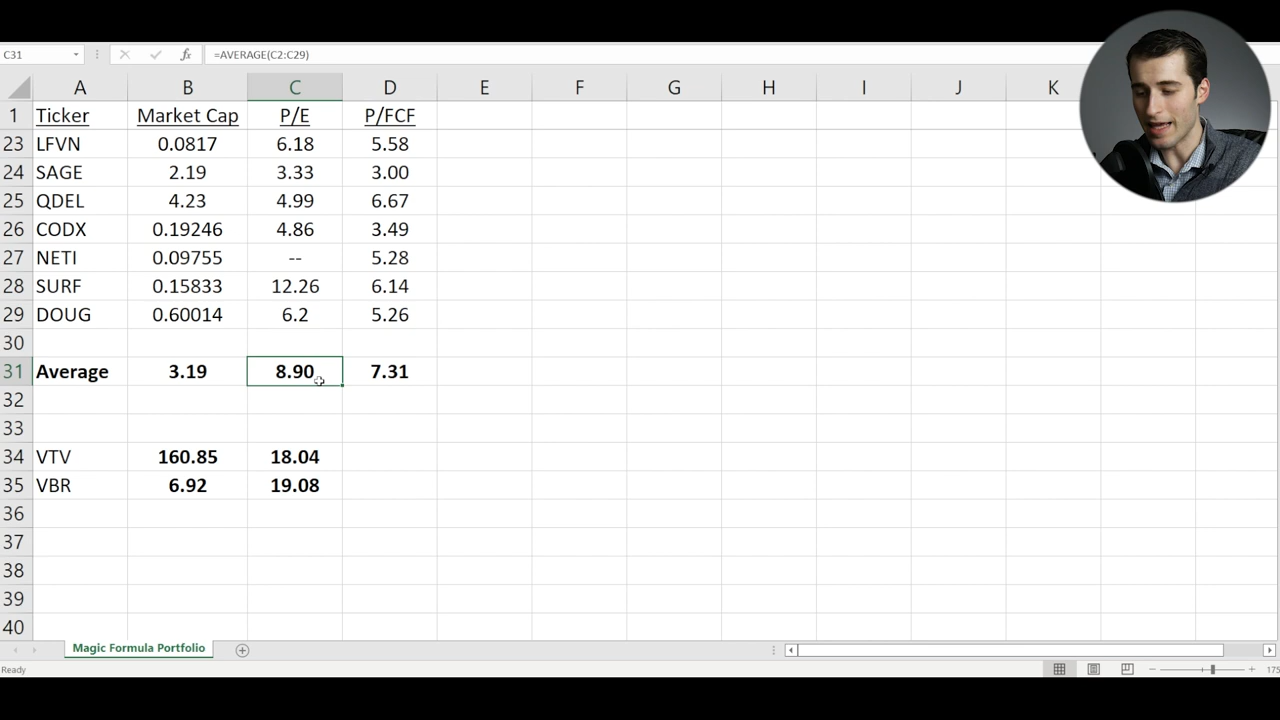 C31 fx =AVERAGE(C2:C29)
A B C D E F G H I J K
1 Ticker Market Cap P/E P/FCF
23 LFVN 0.0817 6.18 5.58
24 SAGE 2.19 3.33 3.00
25 QDEL 4.23 4.99 6.67
26 CODX 0.19246 4.86 3.49
27 NETI 0.09755 -- 5.28
28 SURF 0.15833 12.26 6.14
29 DOUG 0.60014 6.2 5.26
30
31 Average 3.19 8.90 7.31
32
33
34 VTV 160.85 18.04
35 VBR 6.92 19.08
36
37
38
39
40
Magic Formula Portfolio
Ready 175